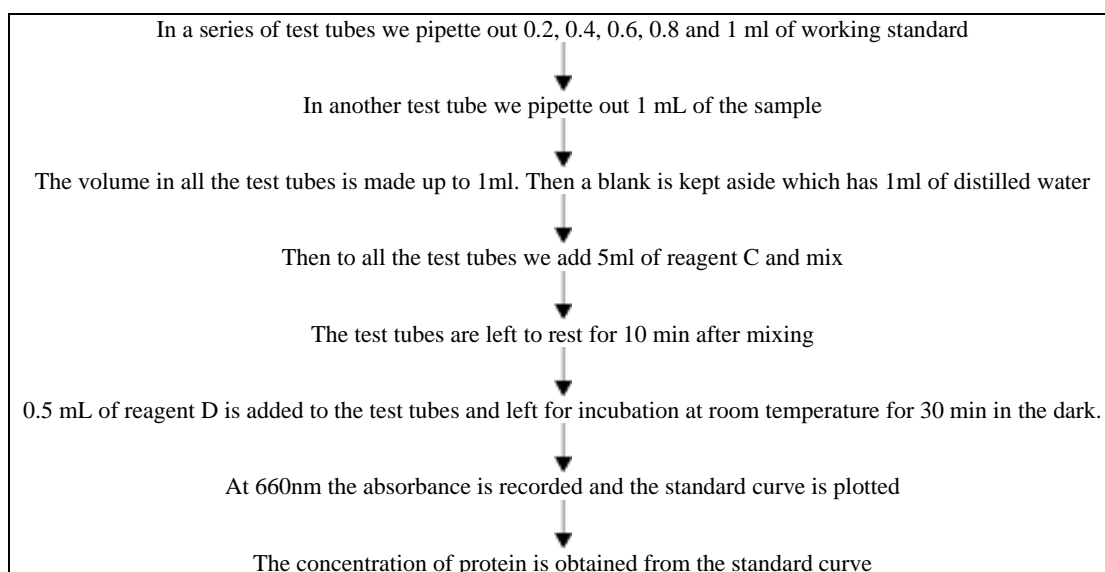 In a series of test tubes we pipette out 0.2, 0.4, 0.6, 0.8 and 1 ml of working standard
In another test tube we pipette out 1 mL of the sample
The volume in all the test tubes is made up to 1ml. Then a blank is kept aside which has 1ml of distilled water
Then to all the test tubes we add 5ml of reagent C and mix
The test tubes are left to rest for 10 min after mixing
0.5 mL of reagent D is added to the test tubes and left for incubation at room temperature for 30 min in the dark.
At 660nm the absorbance is recorded and the standard curve is plotted
The concentration of protein is obtained from the standard curve